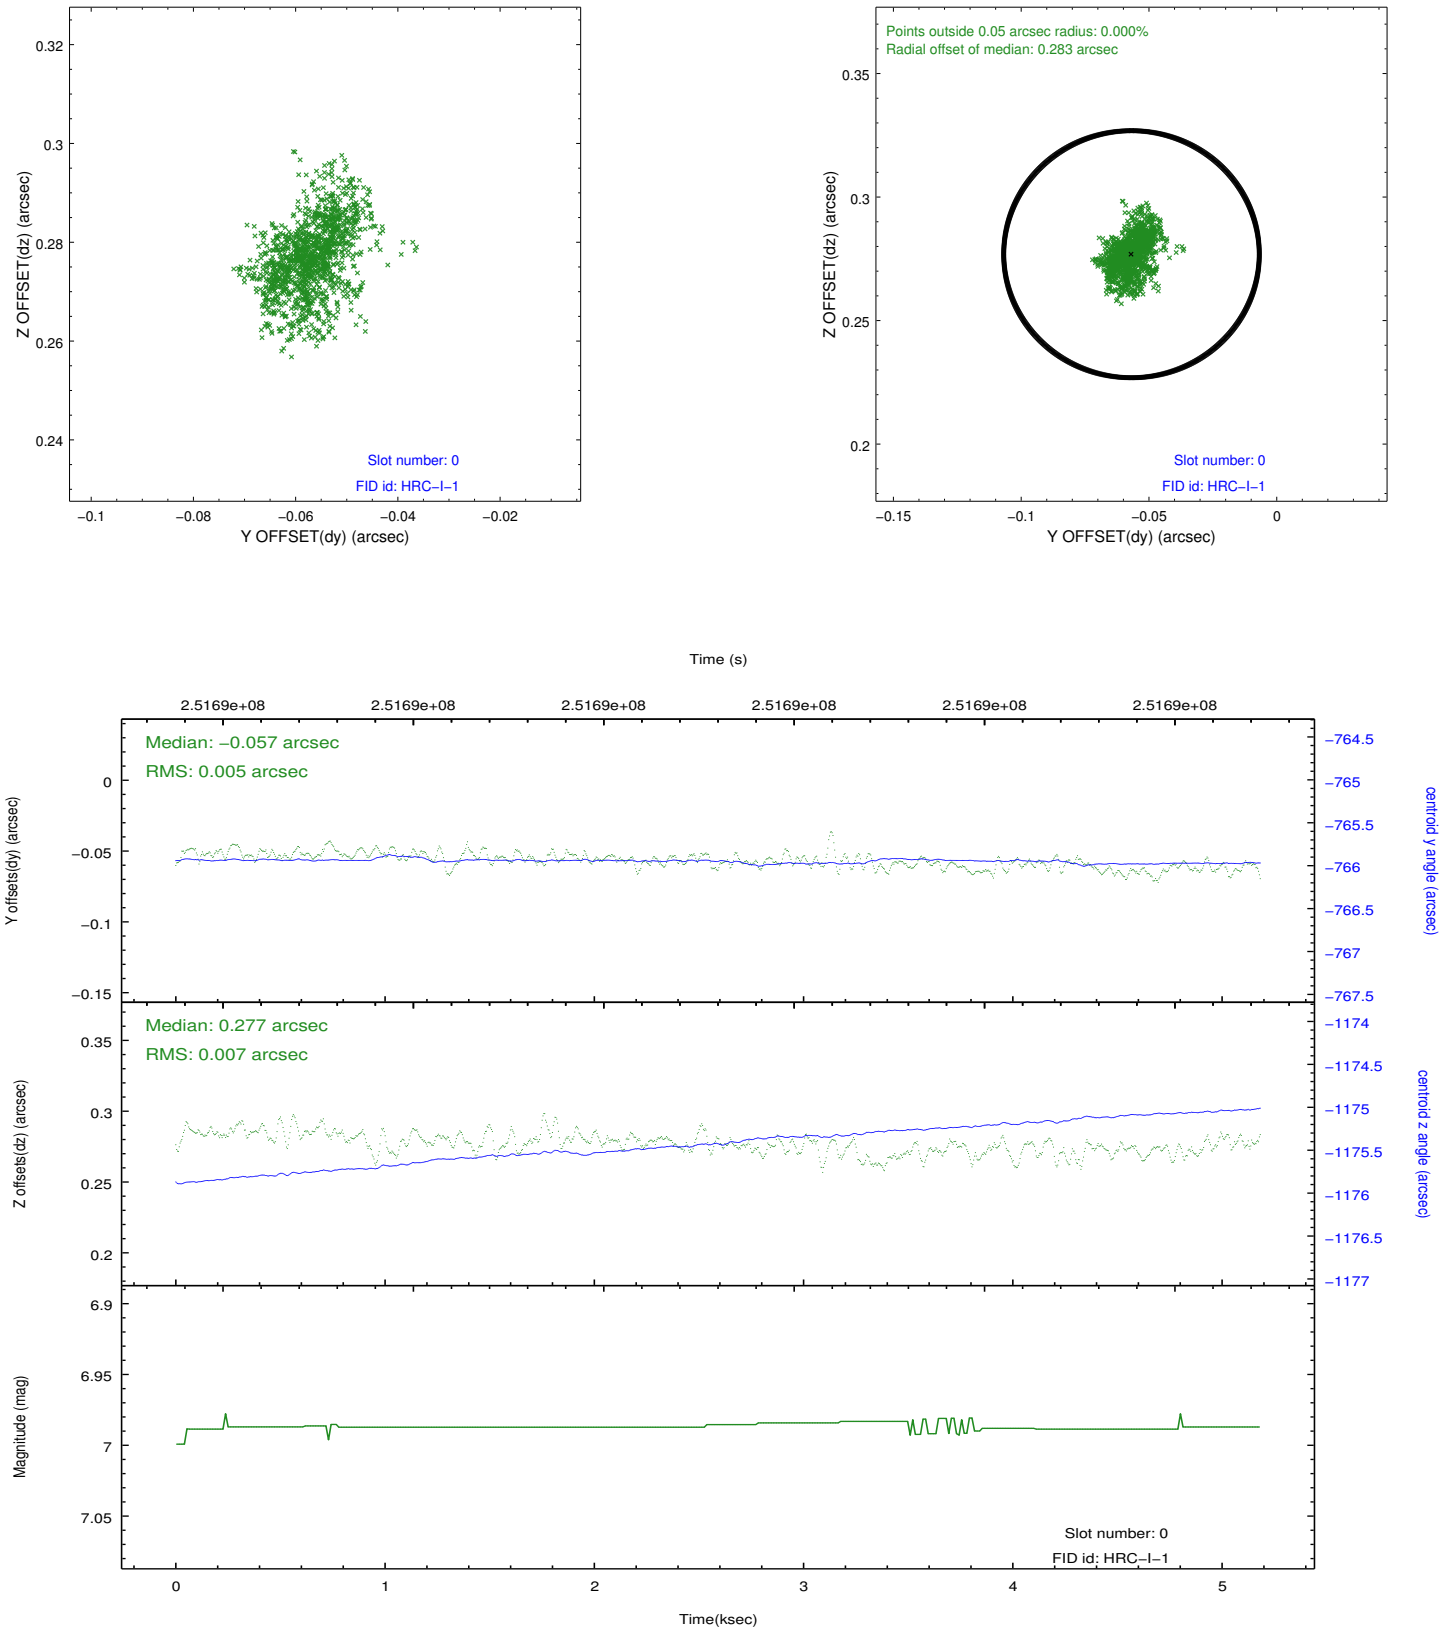 0.32
0.3
0.28
0.26
0.24
Z OFFSET(dz) (arcsec)
Slot number: 0
FID id: HRC−I−1
−0.1
−0.08
−0.06
−0.04
−0.02
Y OFFSET(dy) (arcsec)
Points outside 0.05 arcsec radius: 0.000%
Radial offset of median: 0.283 arcsec
0.35
0.3
0.25
0.2
Z OFFSET(dz) (arcsec)
Slot number: 0
FID id: HRC−I−1
−0.15
−0.1
−0.05
0
Y OFFSET(dy) (arcsec)
Time (s)
2.5169e+08
2.5169e+08
2.5169e+08
2.5169e+08
2.5169e+08
2.5169e+08
Median: −0.057 arcsec
RMS: 0.005 arcsec
0
−0.05
−0.1
−0.15
Y offsets(dy) (arcsec)
−764.5
−765
−765.5
−766
−766.5
−767
−767.5
centroid y angle (arcsec)
Median: 0.277 arcsec
RMS: 0.007 arcsec
0.35
0.3
0.25
0.2
Z offsets(dz) (arcsec)
−1174
−1174.5
−1175
−1175.5
−1176
−1176.5
−1177
centroid z angle (arcsec)
6.9
6.95
7
7.05
Magnitude (mag)
Slot number: 0
FID id: HRC−I−1
0
1
2
3
4
5
Time(ksec)